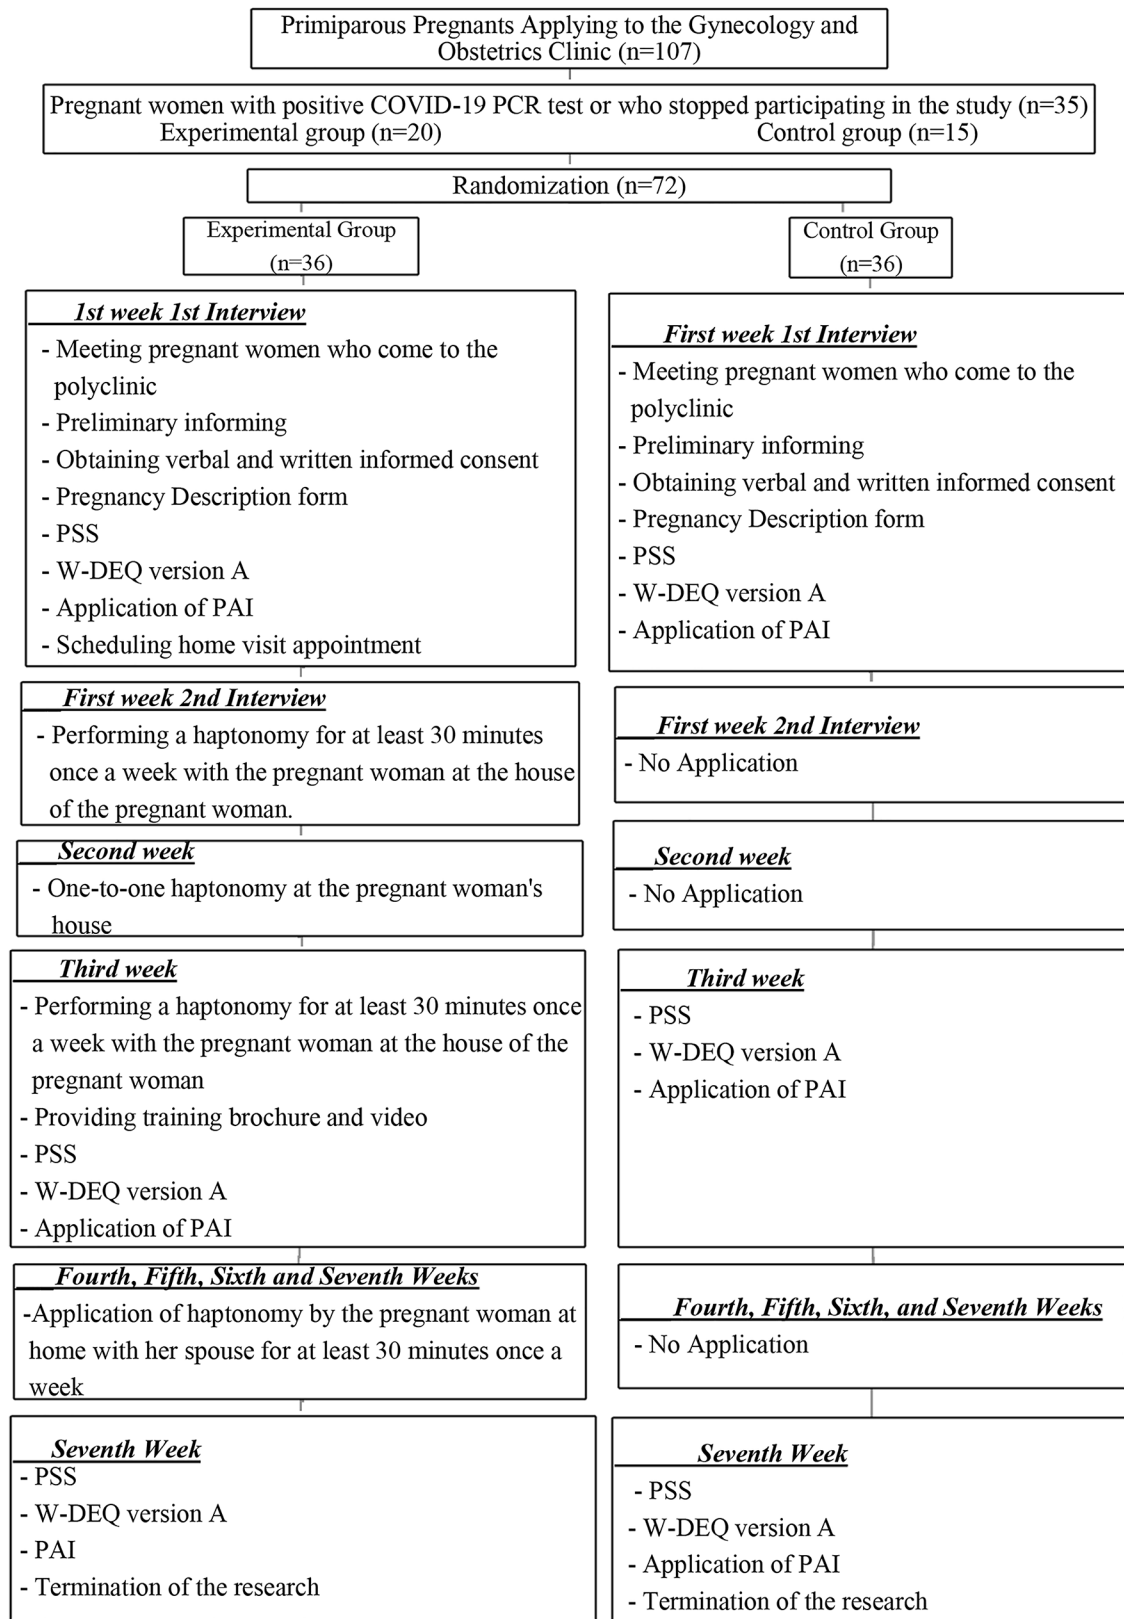 Primiparous Pregnants Applying to the Gynecology and
Obstetrics Clinic (n=107)
Pregnant women with positive COVID-19 PCR test or who stopped participating in the study (n=35)
Experimental group (n=20) Control group (n=15)
Randomization (n=72)
Experimental Group
(n=36)
Control Group
(n=36)
1st week 1st Interview
- Meeting pregnant women who come to the
polyclinic
- Preliminary informing
- Obtaining verbal and written informed consent
- Pregnancy Description form
- PSS
- W-DEQ version A
- Application of PAI
- Scheduling home visit appointment
First week 2nd Interview
- Performing a haptonomy for at least 30 minutes
once a week with the pregnant woman at the house
of the pregnant woman.
Second week
- One-to-one haptonomy at the pregnant woman's
house
Third week
- Performing a haptonomy for at least 30 minutes once
a week with the pregnant woman at the house of the
pregnant woman
- Providing training brochure and video
- PSS
- W-DEQ version A
- Application of PAI
Fourth, Fifth, Sixth and Seventh Weeks
-Application of haptonomy by the pregnant woman at
home with her spouse for at least 30 minutes once a
week
Seventh Week
- PSS
- W-DEQ version A
- PAI
- Termination of the research
First week 1st Interview
- Meeting pregnant women who come to the
polyclinic
- Preliminary informing
- Obtaining verbal and written informed consent
- Pregnancy Description form
- PSS
- W-DEQ version A
- Application of PAI
First week 2nd Interview
- No Application
Second week
- No Application
Third week
- PSS
- W-DEQ version A
- Application of PAI
Fourth, Fifth, Sixth, and Seventh Weeks
- No Application
Seventh Week
- PSS
- W-DEQ version A
- Application of PAI
- Termination of the research